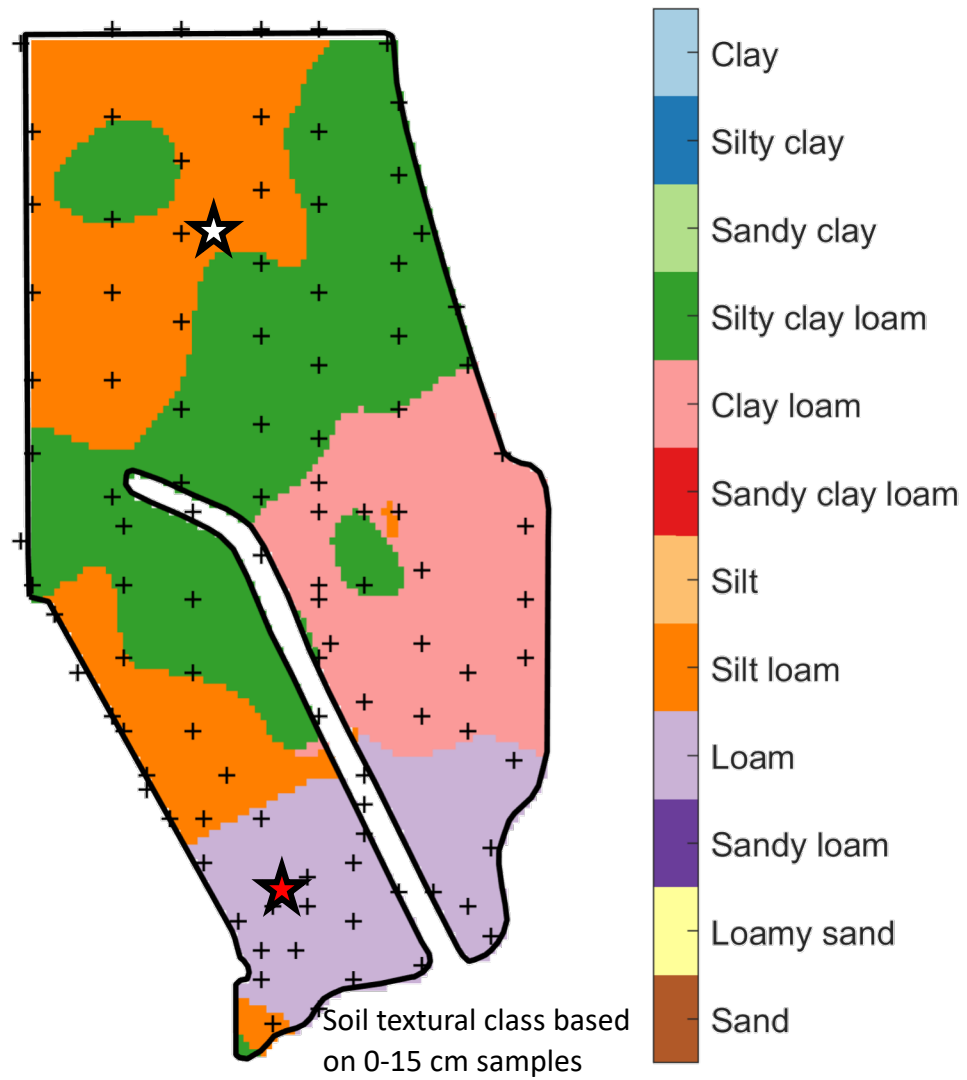 Clay
Silty clay
Sandy clay
Silty clay loam
Clay loam
Sandy clay loam
Silt
Silt loam
Loam
Sandy loam
Loamy sand
Sand
Soil textural class based
on 0-15 cm samples